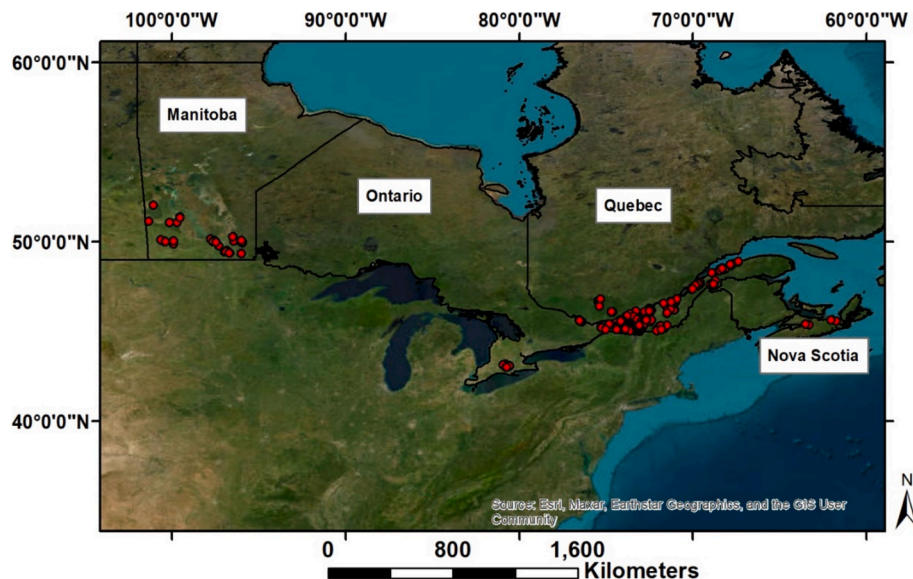 100°0'0"W 90°0'0"W 80°0'0"W 70°0'0"W 60°0'0"W
60°0'0"N
Manitoba
Ontario
Quebec
50°0'0"N
Nova Scotia
40°0'0"N
Source: Esri, Maxar, Earthstar Geographics, and the GIS User
Community
N
0 800 1,600
Kilometers